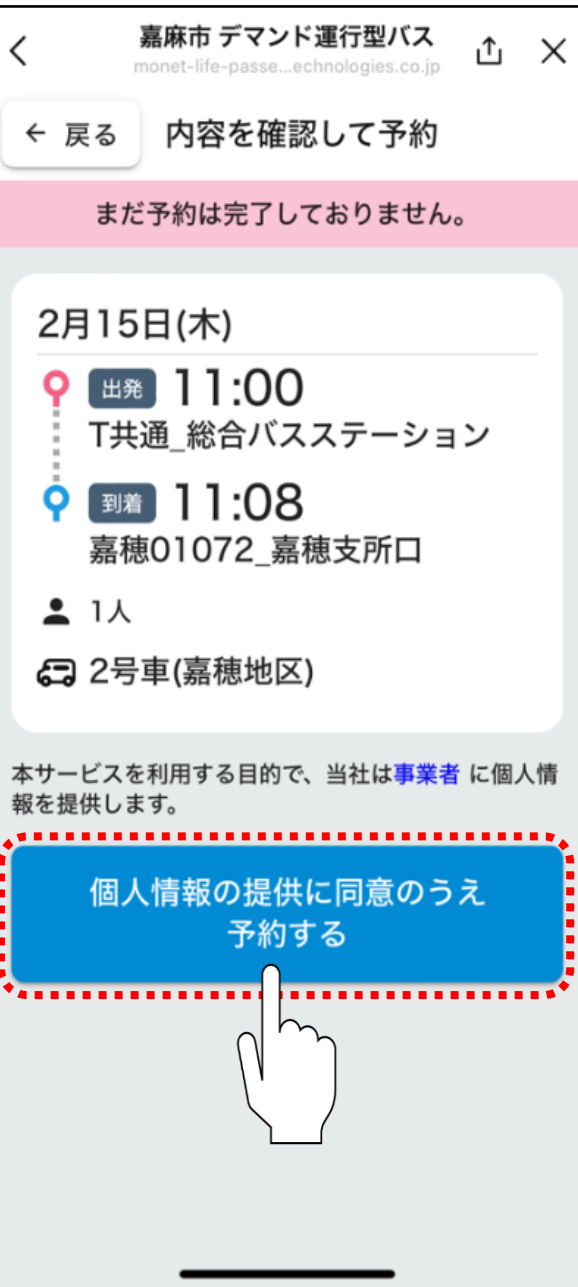 嘉麻市 デマンド運行型バス
monet-life-passe...echnologies.co.jp
← 戻る 内容を確認して予約
まだ予約は完了しておりません。
2月15日(木)
出発 11:00
T共通_総合バスステーション
到着 11:08
嘉穂01072_嘉穂支所口
1人
2号車(嘉穂地区)
本サービスを利用する目的で、当社は事業者 に個人情
報を提供します。
個人情報の提供に同意のうえ
予約する